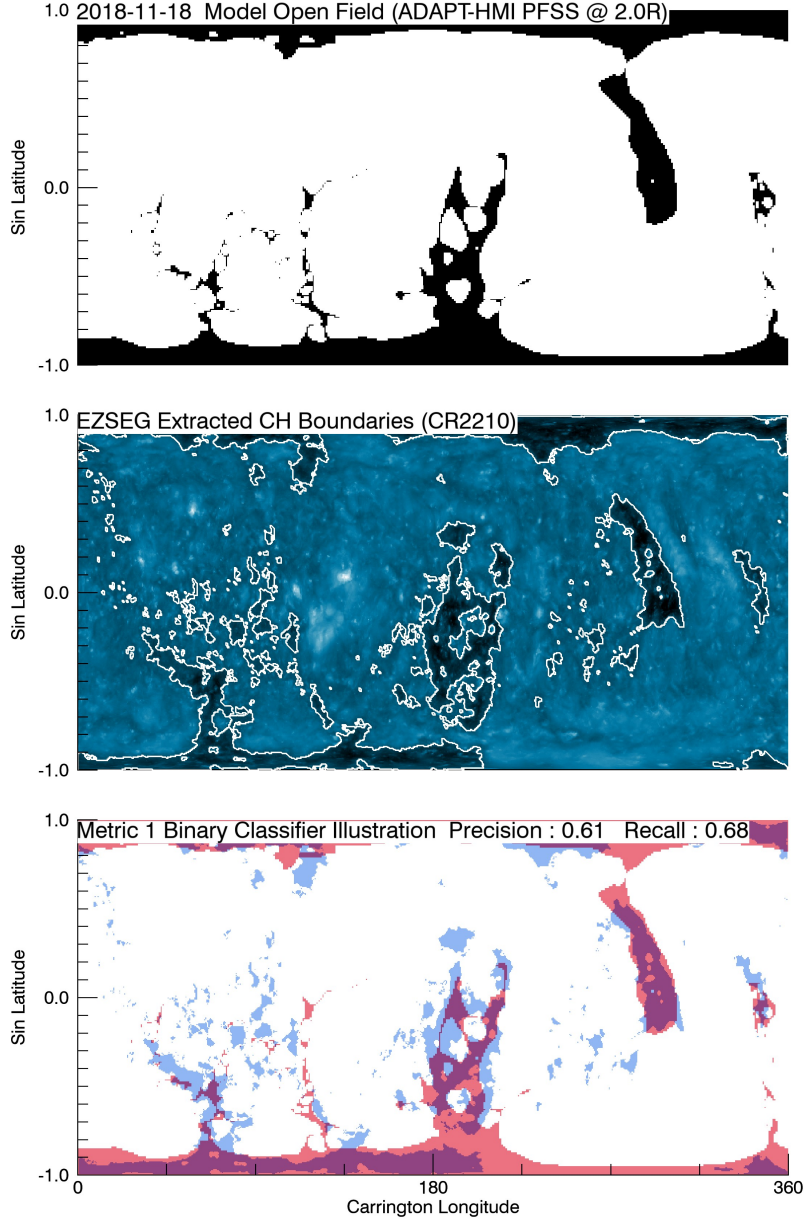 2018-11-18 Model Open Field (ADAPT-HMI PFSS @ 2.0R)
1.0
0.0
-1.0
Sin Latitude
EZSEG Extracted CH Boundaries (CR2210)
1.0
0.0
-1.0
Sin Latitude
Metric 1 Binary Classifier Illustration Precision : 0.61 Recall : 0.68
1.0
0.0
-1.0
Sin Latitude
0 180 360
Carrington Longitude